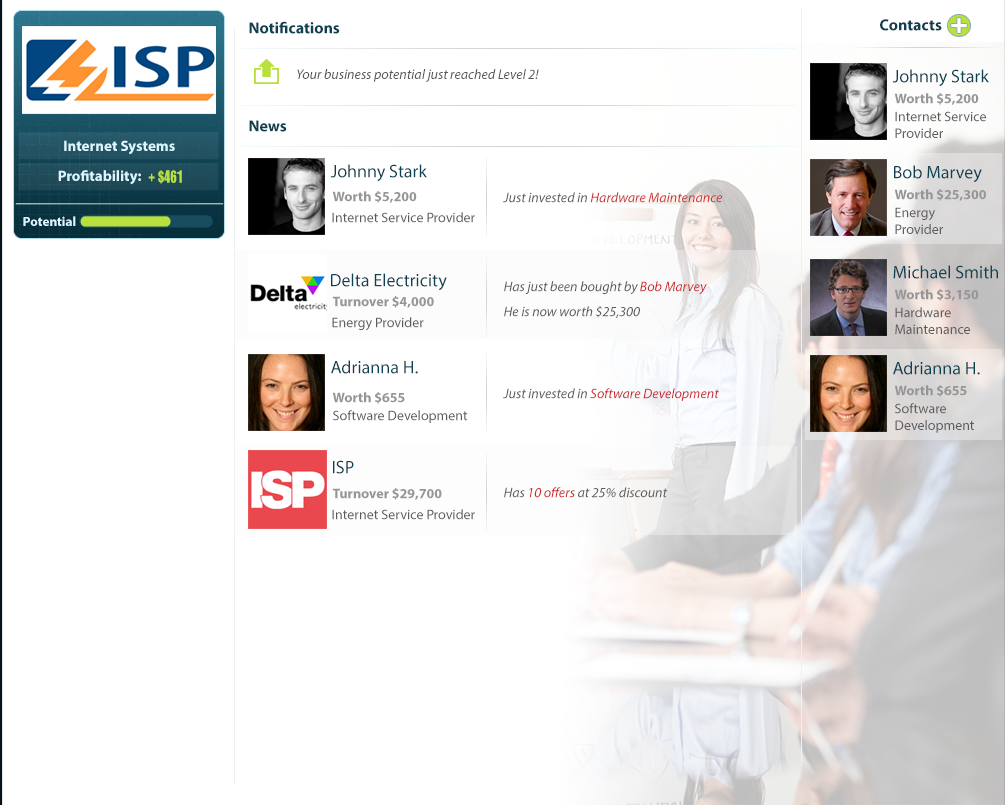 ISP
Internet Systems
Profitability: + $461
Potential
Notifications
Your business potential just reached Level 2!
News
Johnny Stark
Worth $5,200
Internet Service Provider
Just invested in Hardware Maintenance
Delta
electricit
Delta Electricity
Turnover $4,000
Energy Provider
Has just been bought by Bob Marvey
He is now worth $25,300
Adrianna H.
Worth $655
Software Development
Just invested in Software Development
ISP
ISP
Turnover $29,700
Internet Service Provider
Has 10 offers at 25% discount
Contacts
Johnny Stark
Worth $5,200
Internet Service
Provider
Bob Marvey
Worth $25,300
Energy
Provider
Michael Smith
Worth $3,150
Hardware
Maintenance
Adrianna H.
Worth $655
Software
Development